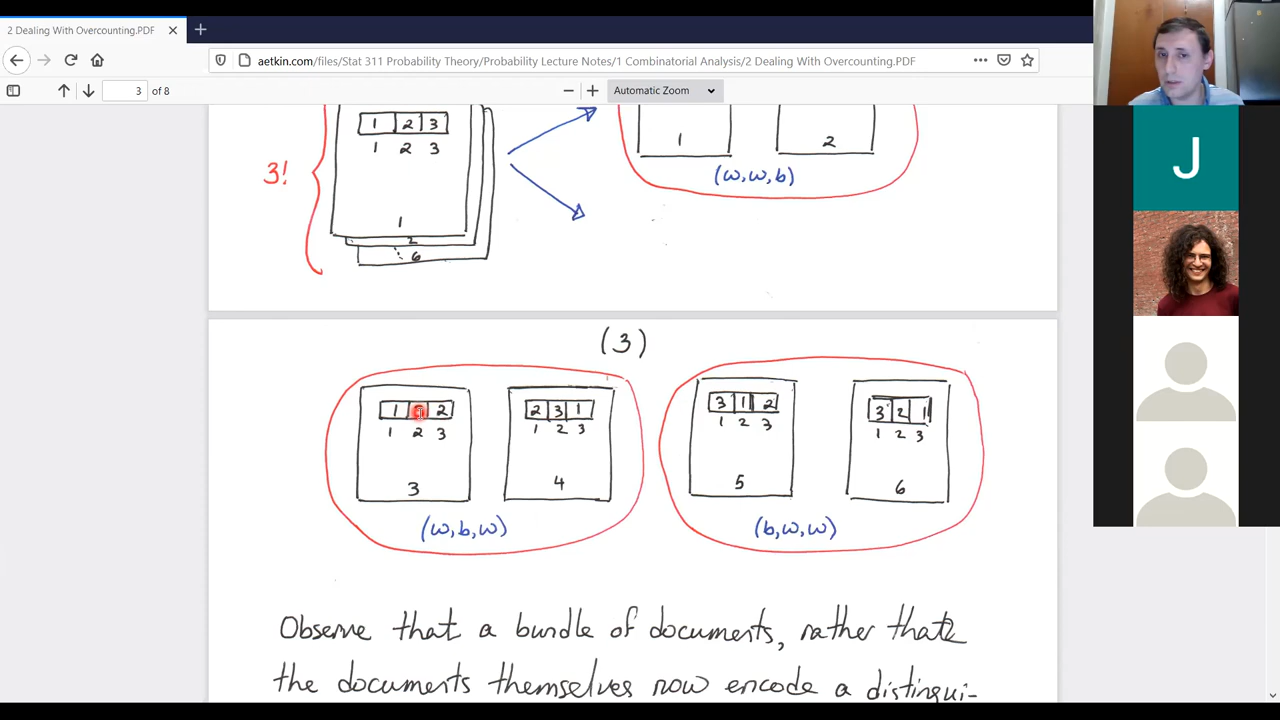 2 Dealing With Overcounting.PDF
aetkin.com/files/Stat 311 Probability Theory/Probability Lecture Notes/1 Combinatorial Analysis/2 Dealing With Overcounting.PDF
3 of 8
Automatic Zoom
1 2 3
1 2 3
3!
1
2
6
1 2
(w,w,b)
J
(3)
1 2
1 2 3
3
2 3 1
1 2 3
4
(w,b,w)
3 1 2
1 2 3
5
3 2 1
1 2 3
6
(b,w,w)
Observe that a bundle of documents, rather than
the documents themselves now encode a distingui-